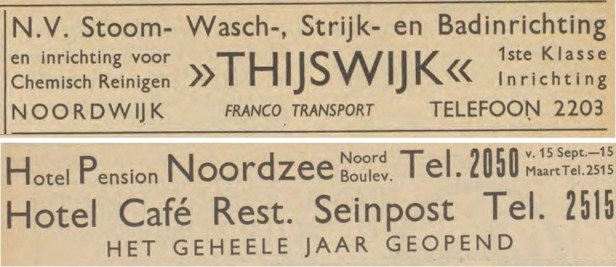 N.V. Stoom- Wasch-, Strijk- en Badinrichting
en inrichting voor
Chemisch Reinigen
»THIJSWIJK«
1ste Klasse
Inrichting
NOORDWIJK FRANCO TRANSPORT TELEFOON 2203
Hotel Pension Noordzee Noord Boulev. Tel. 2050 v. 15 Sept.—15 Maart Tel. 2515
Hotel Café Rest. Seinpost Tel. 2515
HET GEHEELE JAAR GEOPEND